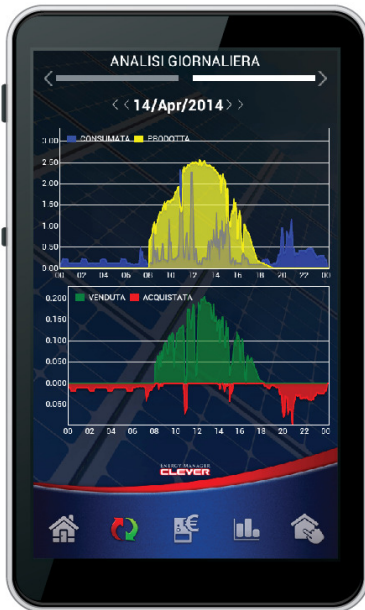 ANALISI GIORNALIERA
< >
<< 14/Apr/2014 >>
CONSUMATA PRODOTTA
3.00
2.50
2.00
1.50
1.00
0.50
0.00
00 02 04 06 08 10 12 14 16 18 20 22 00
VENDUTA ACQUISTATA
0.200
0.150
0.100
0.050
0.000
0.050
00 02 04 06 08 10 12 14 16 18 20 22 00
ENERGY MANAGER
CLEVER
€